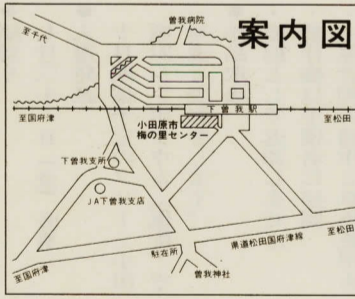 案内図
曽我病院
至千代
下曽我駅
至国府津
小田原市
梅の里センター
至松田
下曽我支所
JA下曽我支店
駐在所
県道松田国府津線
至松田
至国府津
曽我神社